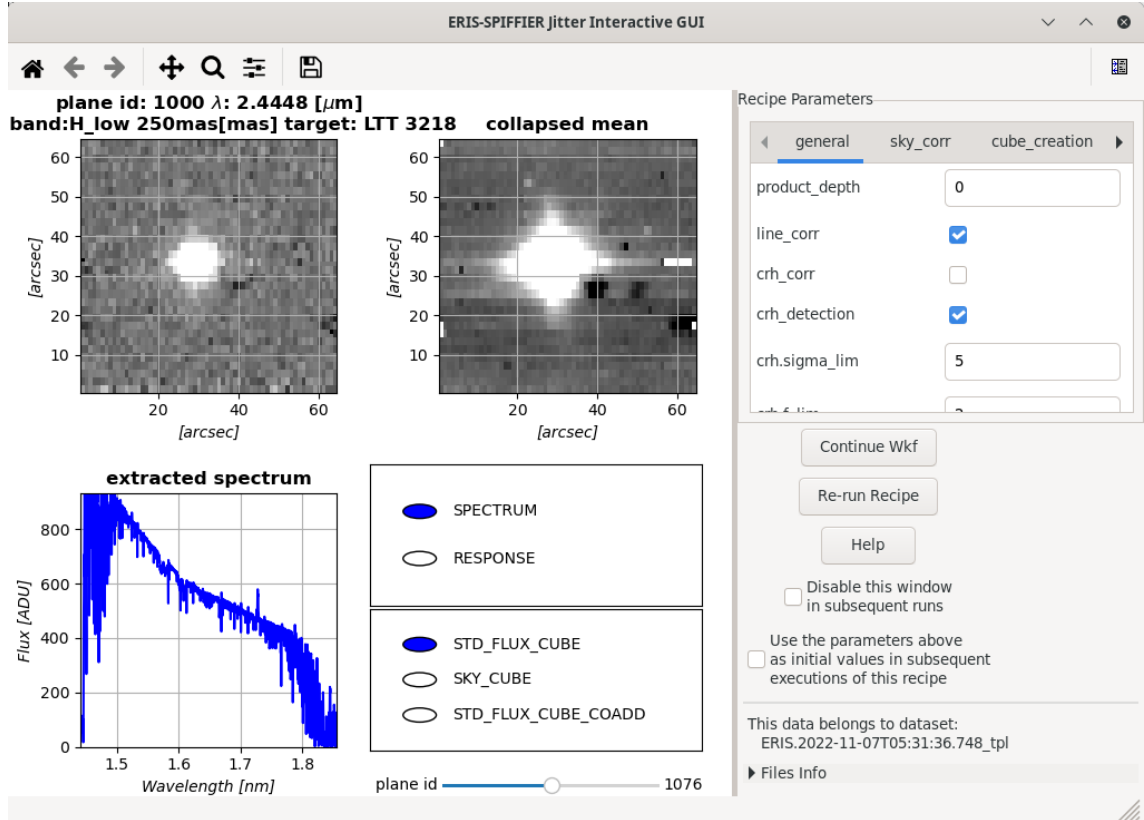 ERIS-SPIFFIER Jitter Interactive GUI
plane id: 1000 λ: 2.4448 [μm]
band:H_low 250mas[mas] target: LTT 3218
collapsed mean
60
50
40
30
20
10
[arcsec]
20
40
60
[arcsec]
60
50
40
30
20
10
[arcsec]
20
40
60
[arcsec]
extracted spectrum
800
600
400
200
0
Flux [ADU]
1.5
1.6
1.7
1.8
Wavelength [nm]
SPECTRUM
RESPONSE
STD_FLUX_CUBE
SKY_CUBE
STD_FLUX_CUBE_COADD
plane id
1076
Recipe Parameters
general
sky_corr
cube_creation
product_depth
0
line_corr
crh_corr
crh_detection
crh.sigma_lim
5
Continue Wkf
Re-run Recipe
Help
Disable this window
in subsequent runs
Use the parameters above
as initial values in subsequent
executions of this recipe
This data belongs to dataset:
ERIS.2022-11-07T05:31:36.748_tpl
Files Info